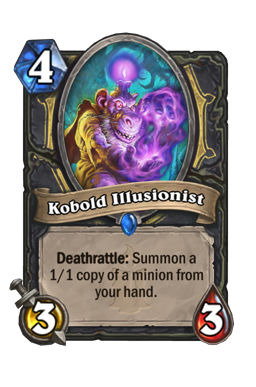 4
Kobold Illusionist
Deathrattle: Summon a
1/1 copy of a minion from
your hand.
3 3